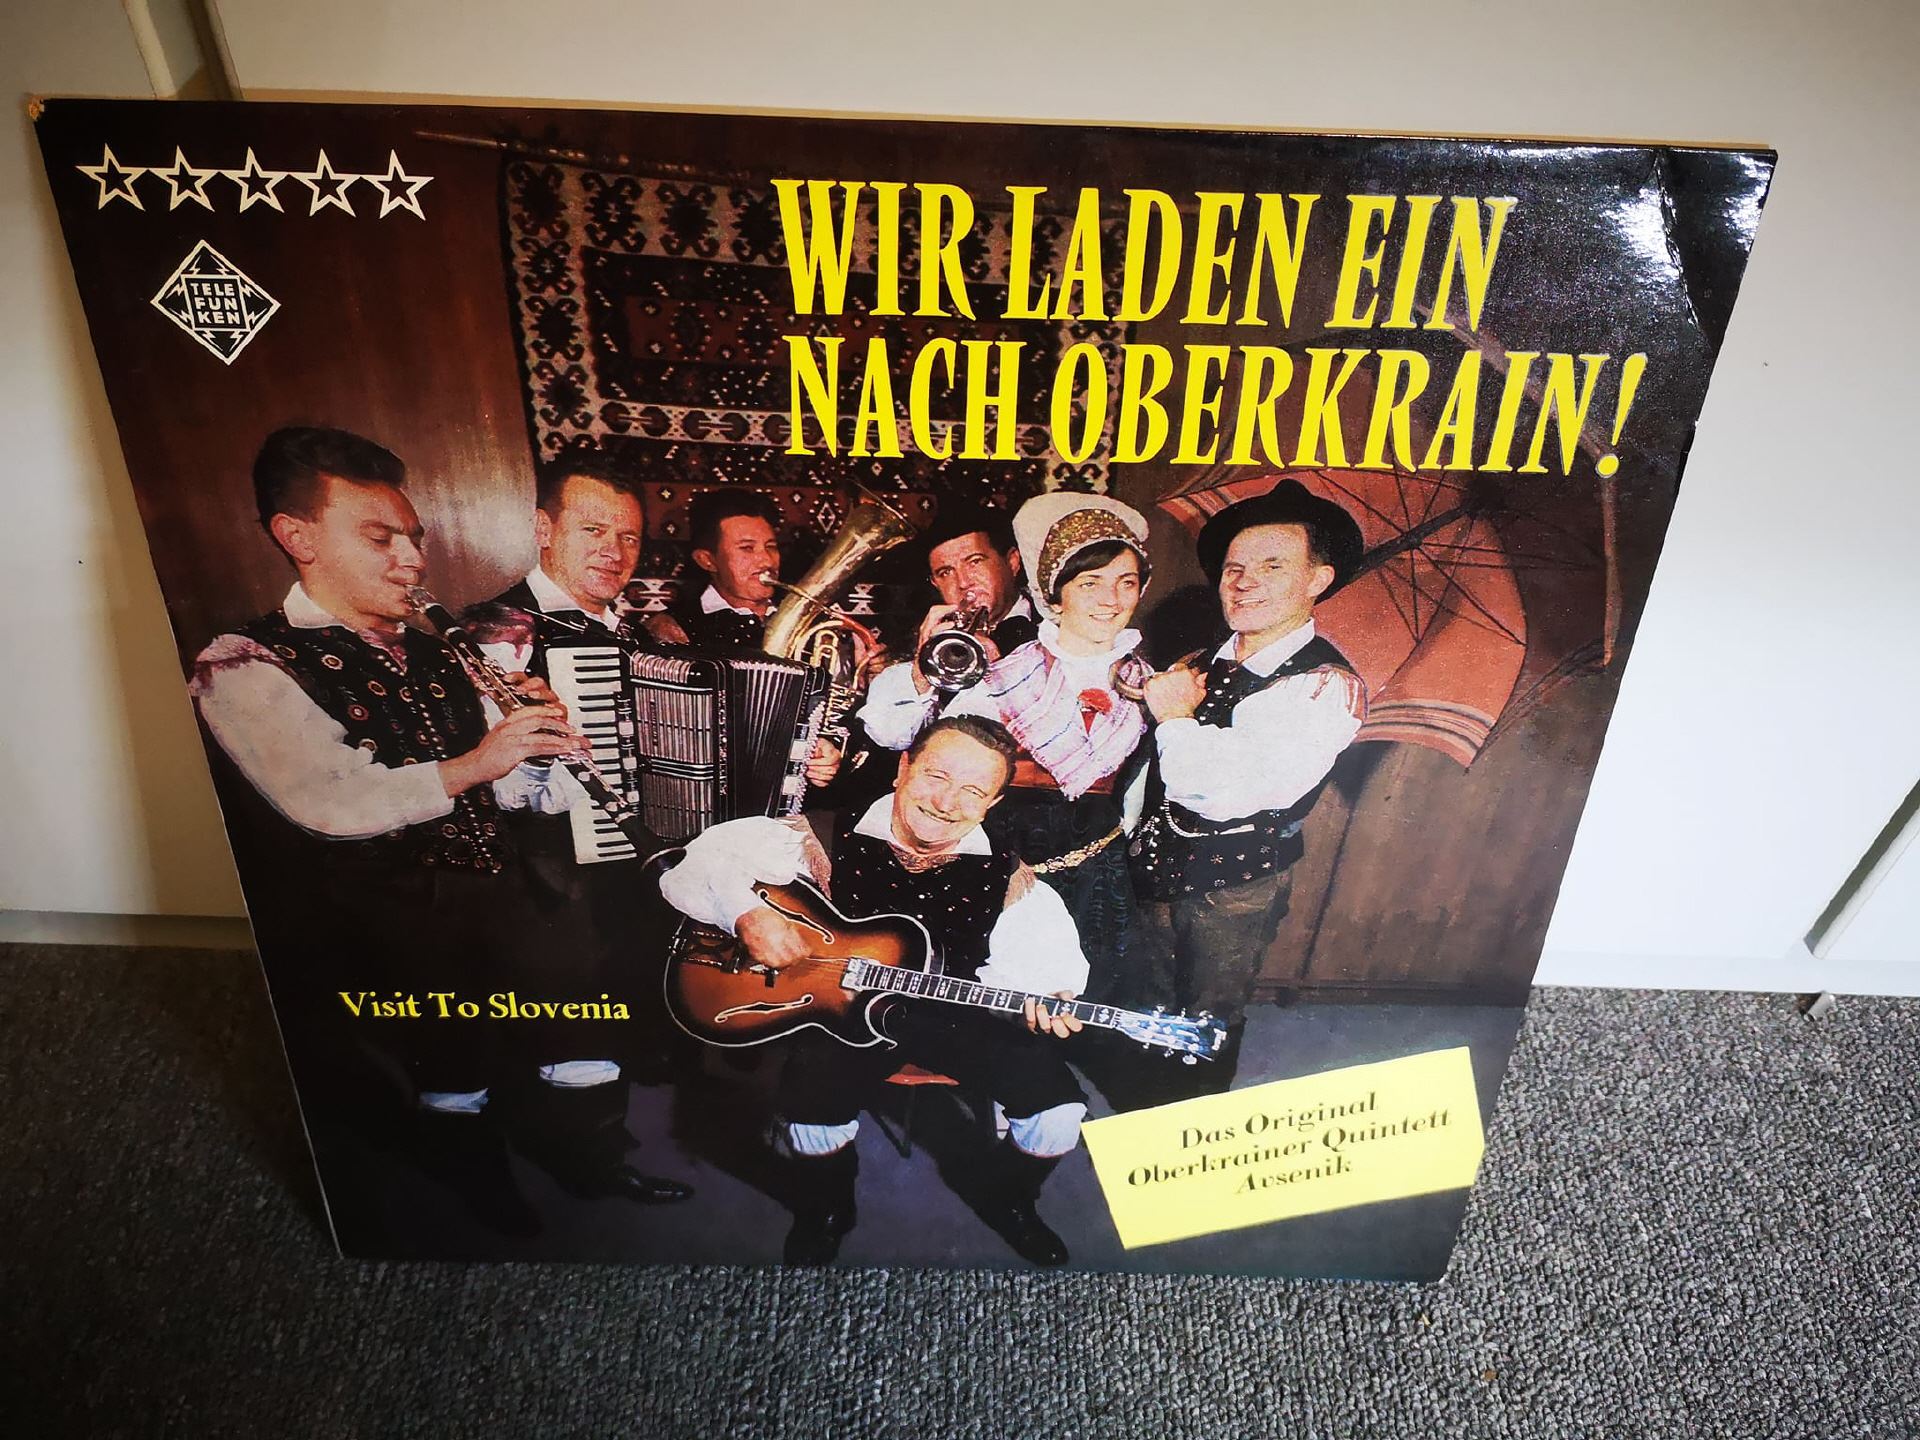 TELE
FUN
KEN
WIR LADEN EIN
NACH OBERKRAIN!
Visit To Slovenia
Das Original
Oberkrainer Quintett
Avsenik